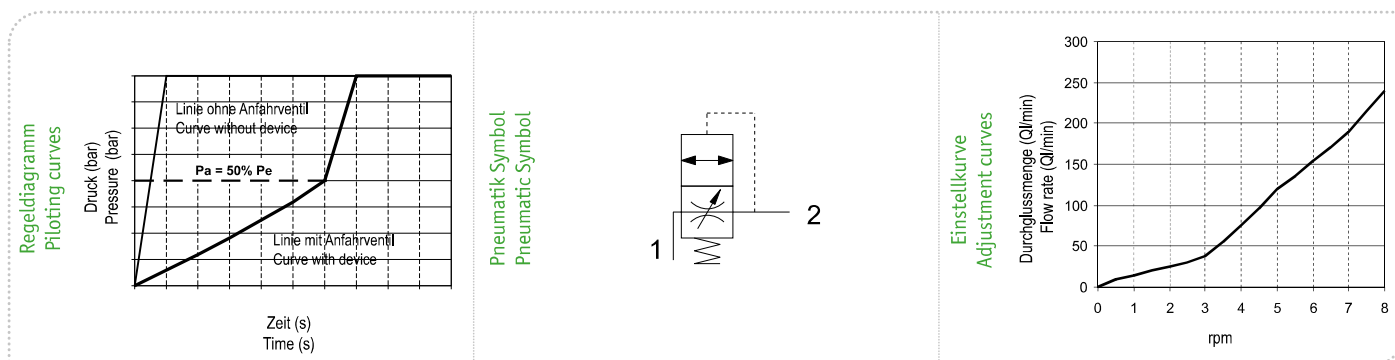 Regeldiagramm
Piloting curves
Druck (bar)
Pressure (bar)
Linie ohne Anfahrventil
Curve without device
Pa = 50% Pe
Linie mit Anfahrventil
Curve with device
Zeit (s)
Time (s)
Pneumatik Symbol
Pneumatic Symbol
1
2
Einstellkurve
Adjustment curves
Durchglussmenge (Ql/min)
Flow rate (Ql/min)
300
250
200
150
100
50
0
0 1 2 3 4 5 6 7 8
rpm